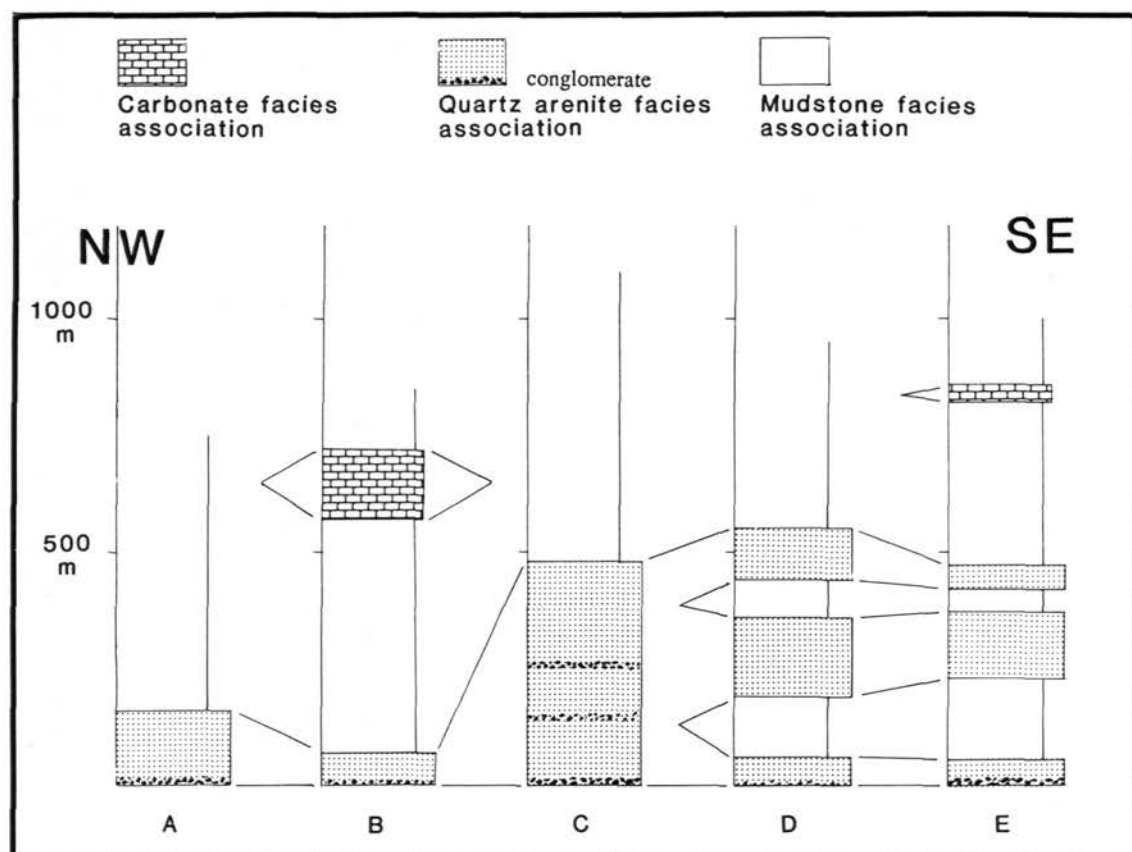 conglomerate
Carbonate facies association
Quartz arenite facies association
Mudstone facies association
NW
SE
1000
m
500
m
A B C D E